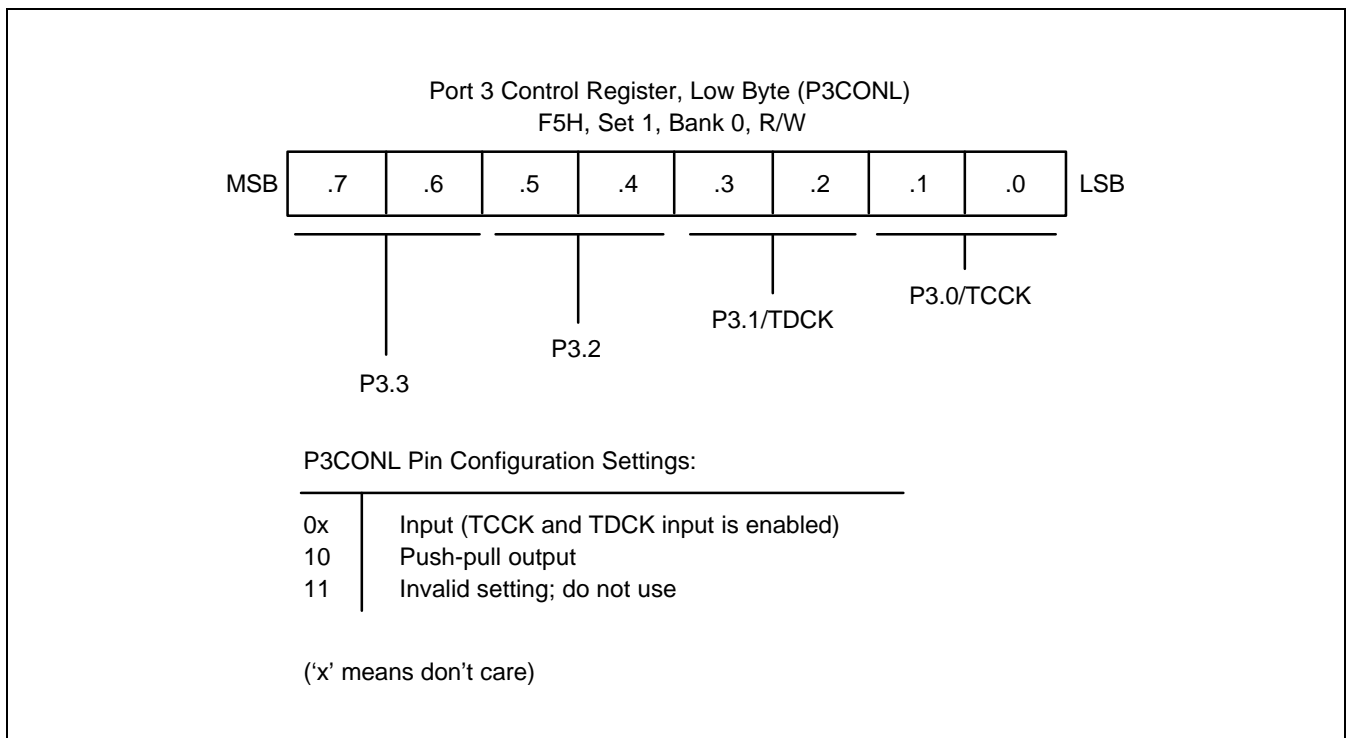 Port 3 Control Register, Low Byte (P3CONL)
F5H, Set 1, Bank 0, R/W
MSB .7 .6 .5 .4 .3 .2 .1 .0 LSB
P3.0/TCCK
P3.1/TDCK
P3.2
P3.3
P3CONL Pin Configuration Settings:
0x Input (TCCK and TDCK input is enabled)
10 Push-pull output
11 Invalid setting; do not use
(‘x’ means don’t care)